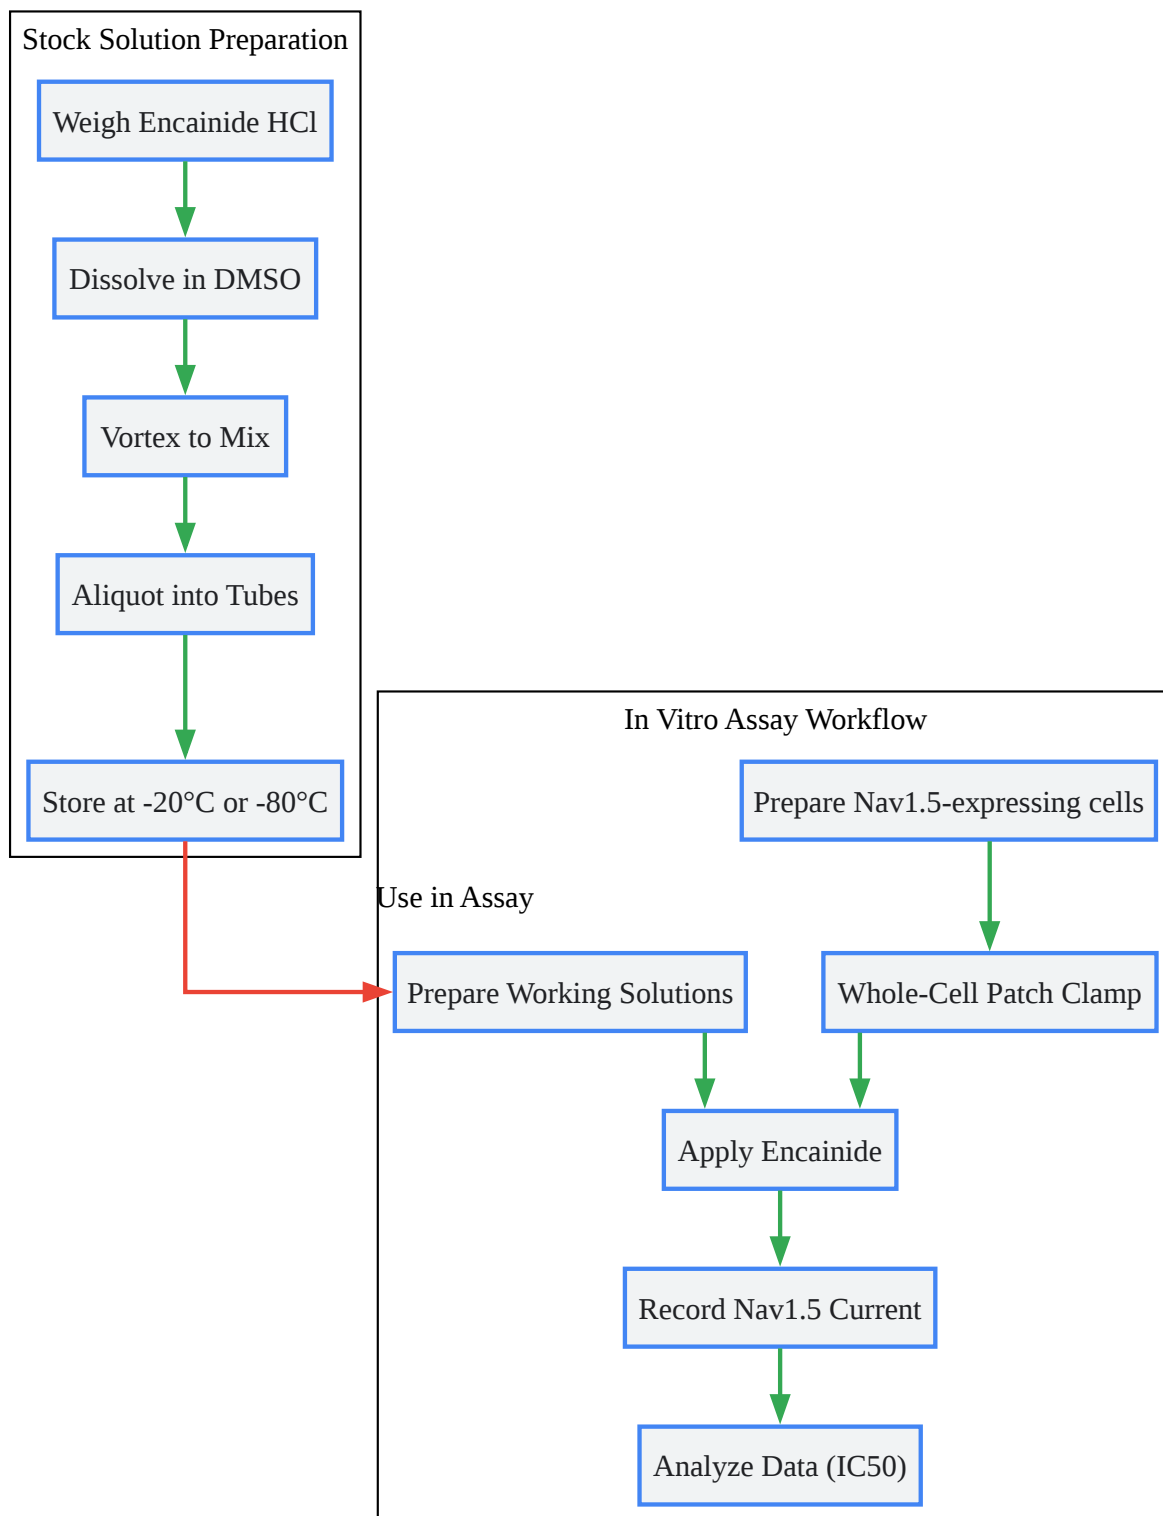 Stock Solution Preparation
Weigh Encainide HCl
Dissolve in DMSO
Vortex to Mix
Aliquot into Tubes
Store at -20°C or -80°C
In Vitro Assay Workflow
Prepare Nav1.5-expressing cells
Use in Assay
Prepare Working Solutions
Whole-Cell Patch Clamp
Apply Encainide
Record Nav1.5 Current
Analyze Data (IC50)